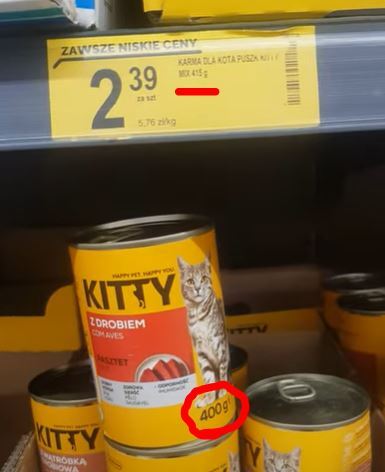 ZAWSZE NISKIE CENY
2 39
za szt
KARMA DLA KOTA PUSZK KITTY
MIX 415 g
5,76 zł/kg
HAPPY PET, HAPPY YOU.
KITTY
Z DROBIEM
COM AVES
PASZTET
400g
KITTY
WĄTRÓBKĄ